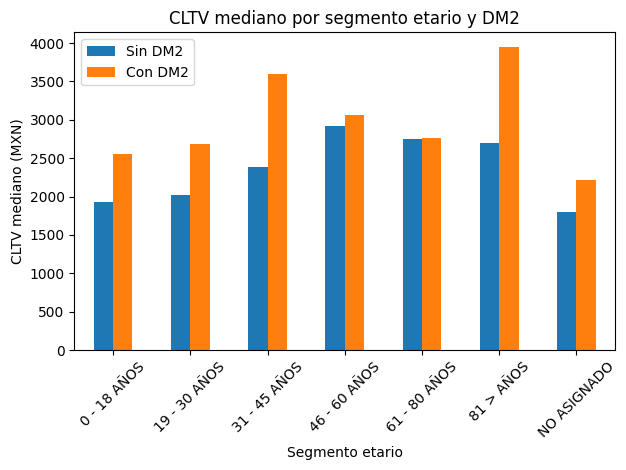 CLTV mediano por segmento etario y DM2
Sin DM2
Con DM2
CLTV mediano (MXN)
4000
3500
3000
2500
2000
1500
1000
500
0
0 - 18 AÑOS
19 - 30 AÑOS
31 - 45 AÑOS
46 - 60 AÑOS
61 - 80 AÑOS
81 > AÑOS
NO ASIGNADO
Segmento etario